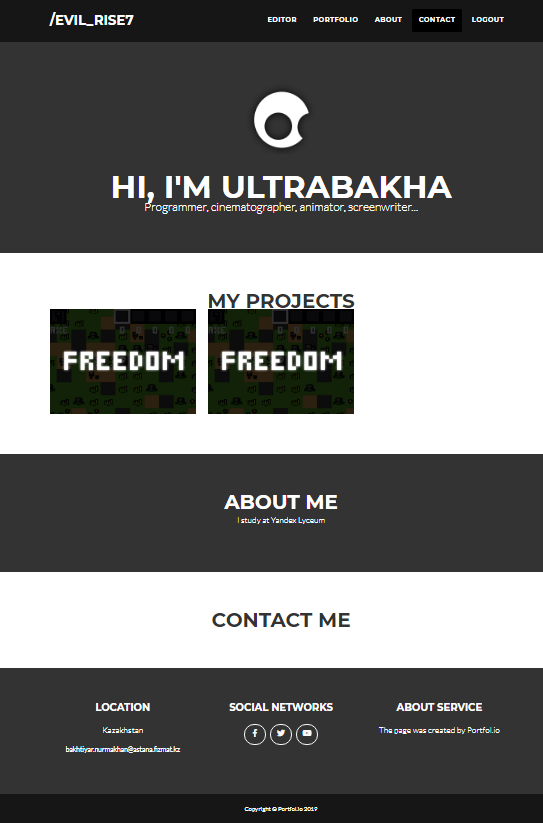 /EVIL_RISE7
EDITOR PORTFOLIO ABOUT CONTACT LOGOUT
HI, I'M ULTRABAKHA
Programmer, cinematographer, animator, screenwriter...
MY PROJECTS
FREEDOM FREEDOM
ABOUT ME
I study at Yandex Lyceum
CONTACT ME
LOCATION
Kazakhstan
bakhtiyar.nurmakhan@astana.fizmat.kz
SOCIAL NETWORKS
ABOUT SERVICE
The page was created by Portfol.io
Copyright © Portfol.io 2019